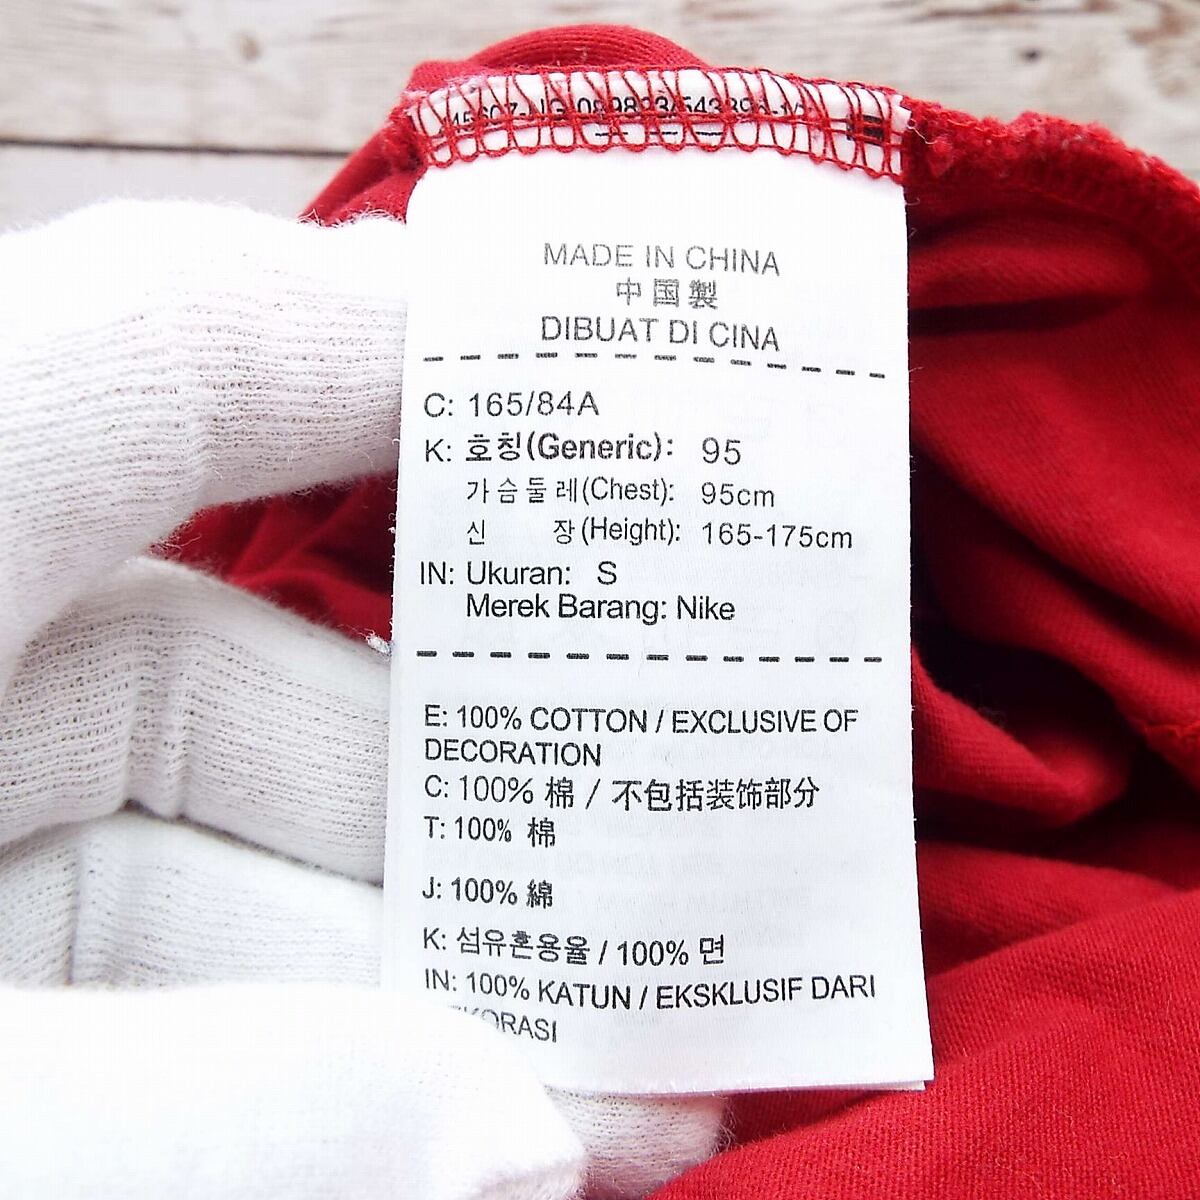 MADE IN CHINA
中国製
DIBUAT DI CINA
C: 165/84A
K: 호칭(Generic): 95
가슴둘레(Chest): 95cm
신 장(Height): 165-175cm
IN: Ukuran: S
Merek Barang: Nike
E: 100% COTTON / EXCLUSIVE OF
DECORATION
C: 100% 棉 / 不包括装饰部分
T: 100% 棉
J: 100% 綿
K: 섬유혼용율 / 100% 면
IN: 100% KATUN / EKSKLUSIF DARI